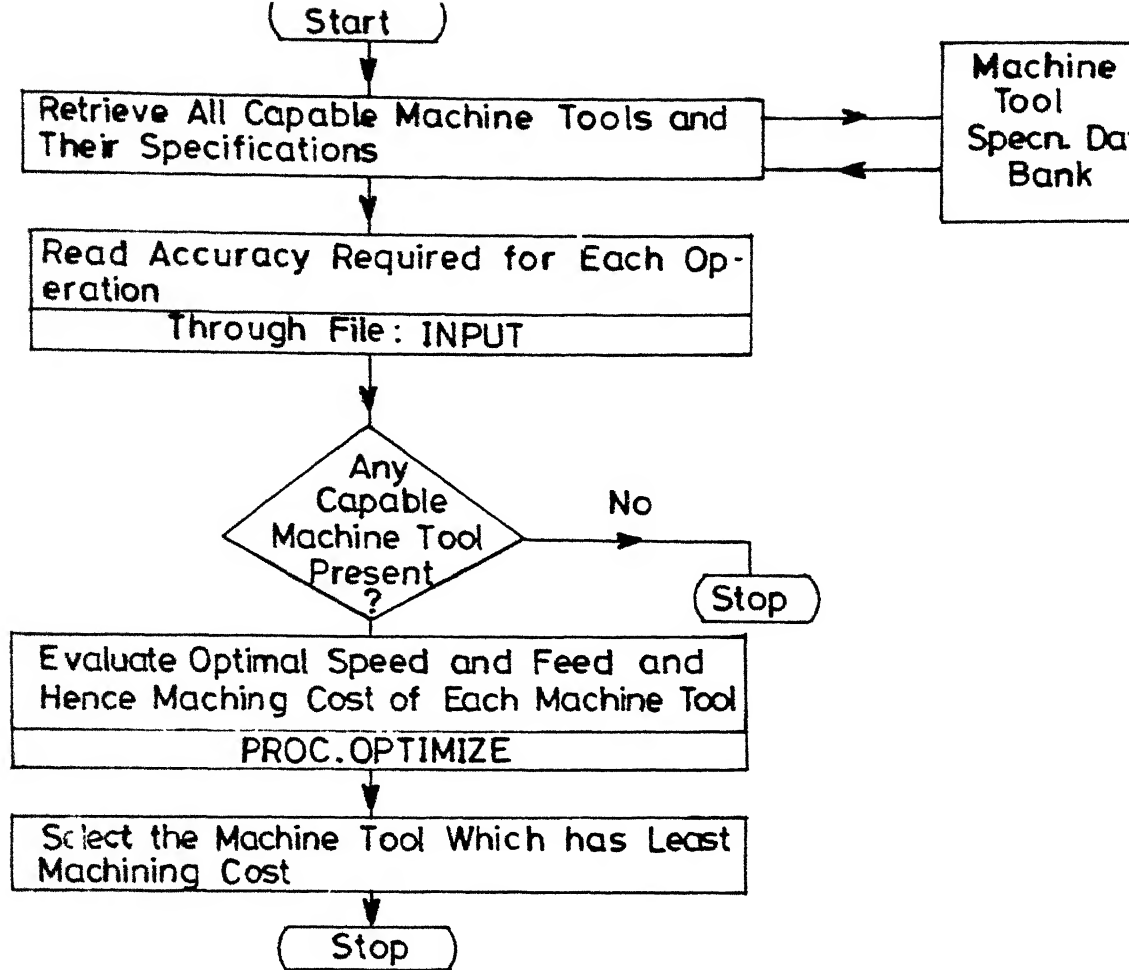 Start
Retrieve All Capable Machine Tools and
Their Specifications
Machine
Tool
Specn. Dat
Bank
Read Accuracy Required for Each Op-
eration
Through File: INPUT
Any
Capable
Machine Tool
Present
?
No
Stop
Evaluate Optimal Speed and Feed and
Hence Maching Cost of Each Machine Tool
PROC.OPTIMIZE
Select the Machine Tool Which has Least
Machining Cost
Stop